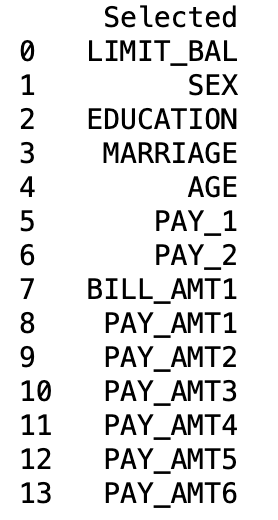 Selected
0 LIMIT_BAL
1 SEX
2 EDUCATION
3 MARRIAGE
4 AGE
5 PAY_1
6 PAY_2
7 BILL_AMT1
8 PAY_AMT1
9 PAY_AMT2
10 PAY_AMT3
11 PAY_AMT4
12 PAY_AMT5
13 PAY_AMT6